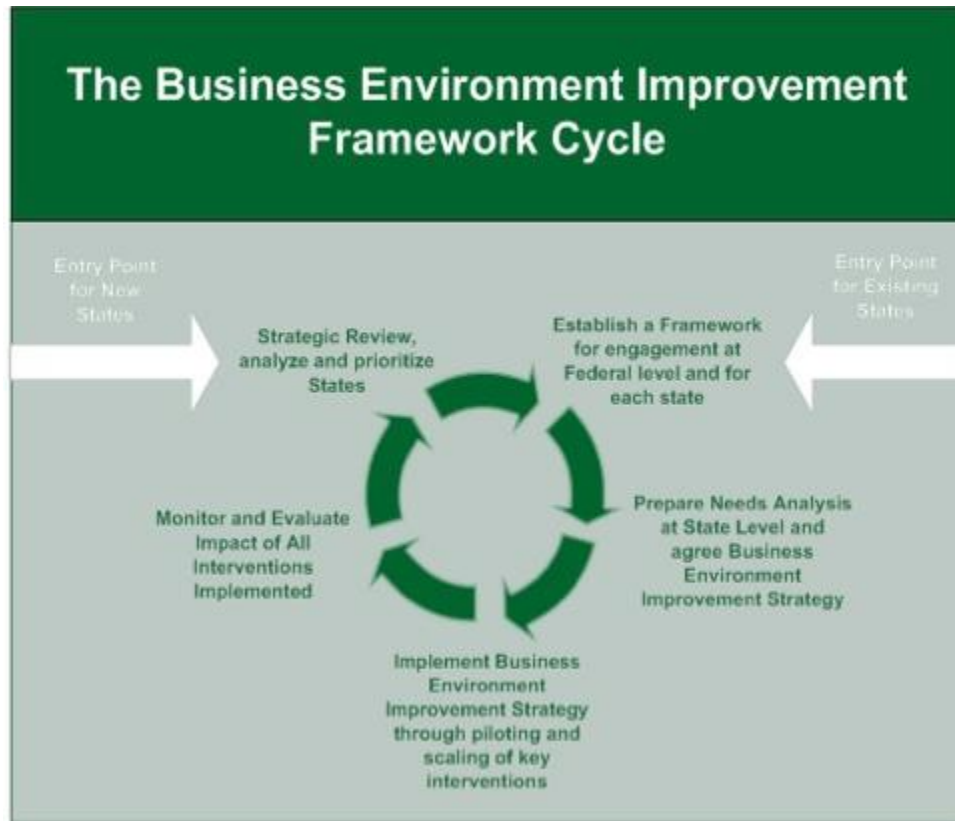 The Business Environment Improvement
Framework Cycle
Entry Point
for New
States
Entry Point
for Existing
States
Strategic Review,
analyze and prioritize
States
Establish a Framework
for engagement at
Federal level and for
each state
Prepare Needs Analysis
at State Level and
agree Business
Environment
Improvement Strategy
Implement Business
Environment
Improvement Strategy
through piloting and
scaling of key
interventions
Monitor and Evaluate
Impact of All
Interventions
Implemented